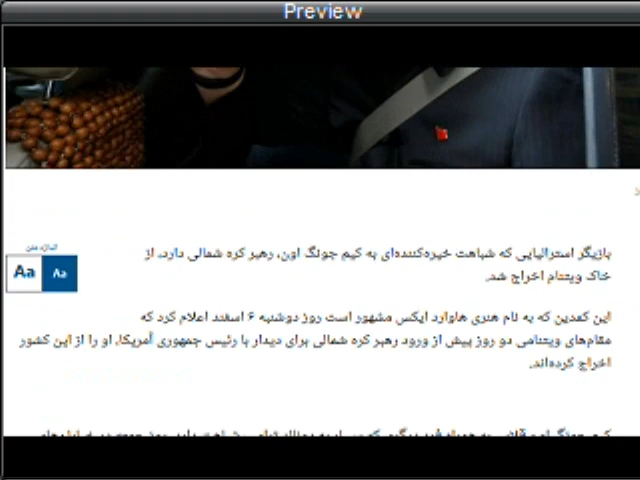 Preview
اندازه متن
Aa Aa
بازیگر استرالیایی که شباهت خیره‌کننده‌ای به کیم جونگ اون، رهبر کره شمالی دارد، از
خاک ویتنام اخراج شد.
این کمدین که به نام هنری هاوارد ایکس مشهور است روز دوشنبه ۶ اسفند اعلام کرد که
مقام‌های ویتنامی دو روز پیش از ورود رهبر کره شمالی برای دیدار با رئیس جمهوری آمریکا، او را از این کشور
اخراج کرده‌اند.